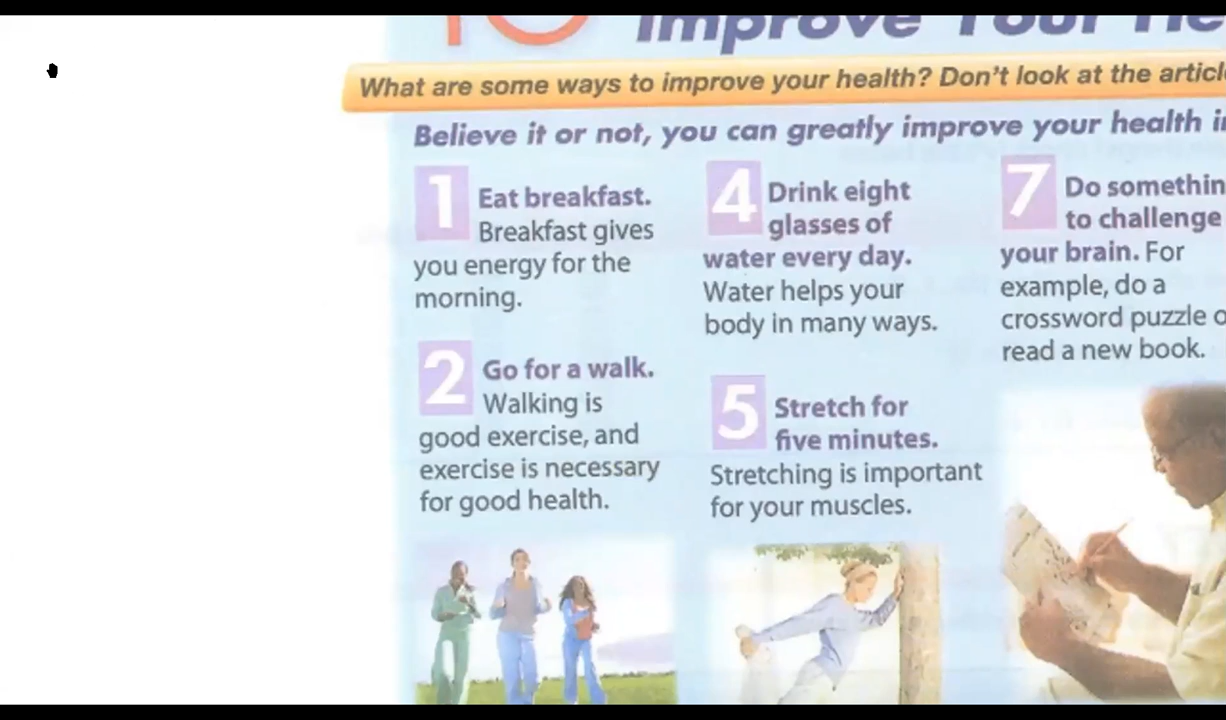 Improve Your
What are some ways to improve your health? Don't look at the
Believe it or not, you can greatly improve your health
1 Eat breakfast.
Breakfast gives
you energy for the
morning.
2 Go for a walk.
Walking is
good exercise, and
exercise is necessary
for good health.
4 Drink eight
glasses of
water every day.
Water helps your
body in many ways.
5 Stretch for
five minutes.
Stretching is important
for your muscles.
7 Do
to challenge
your brain. For
example, do a
crossword puzzle
read a new book.